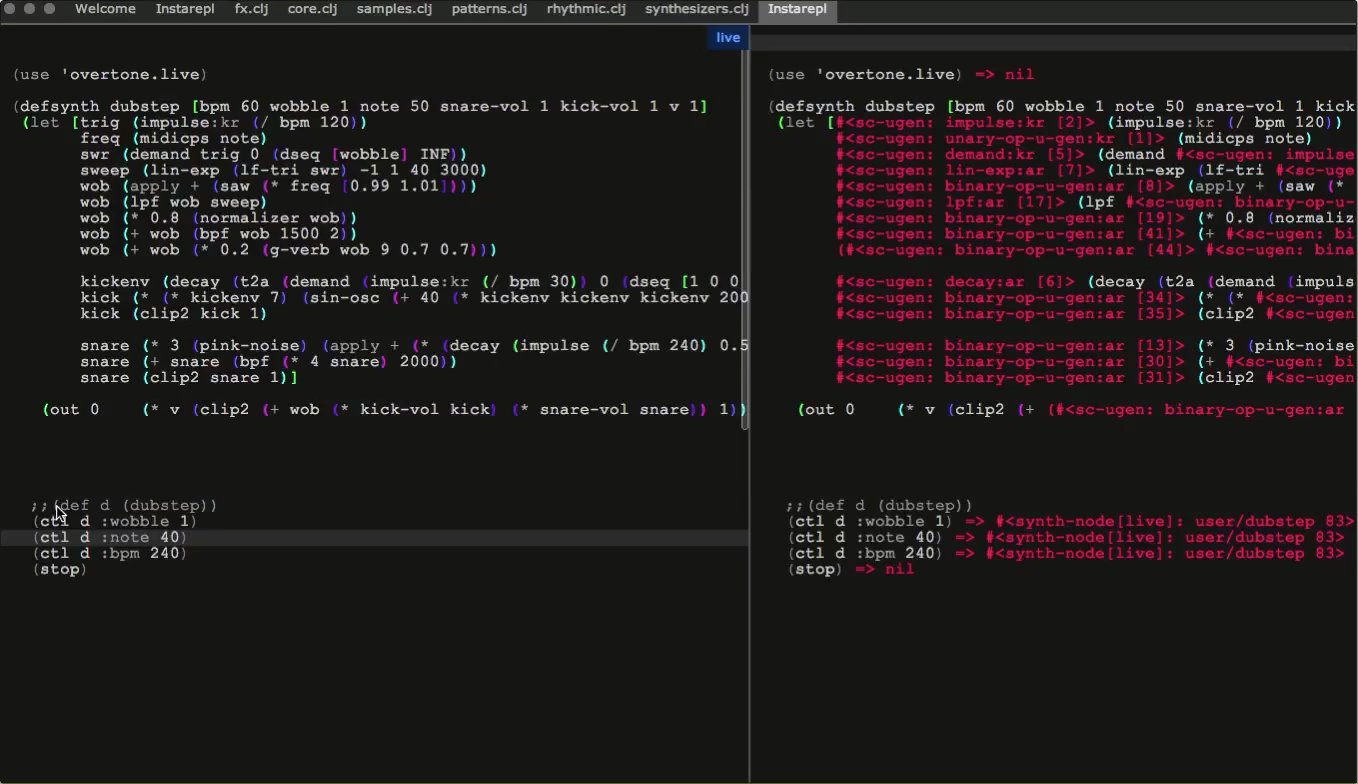 Welcome Instarepl fx.clj core.clj samples.clj patterns.clj rhythmic.clj synthesizers.clj Instarepl
live
(use 'overtone.live)
(defsynth dubstep [bpm 60 wobble 1 note 50 snare-vol 1 kick-vol 1 v 1]
(let [trig (impulse:kr (/ bpm 120))
freq (midicps note)
swr (demand trig 0 (dseq [wobble] INF))
sweep (lin-exp (lf-tri swr) -1 1 40 3000)
wob (apply + (saw (* freq [0.99 1.01])))
wob (lpf wob sweep)
wob (* 0.8 (normalizer wob))
wob (+ wob (bpf wob 1500 2))
wob (+ wob (* 0.2 (g-verb wob 9 0.7 0.7)))
kickenv (decay (t2a (demand (impulse:kr (/ bpm 30)) 0 (dseq [1 0 0
kick (* (* kickenv 7) (sin-osc (+ 40 (* kickenv kickenv kickenv 200
kick (clip2 kick 1)
snare (* 3 (pink-noise) (apply + (* (decay (impulse (/ bpm 240) 0.5
snare (+ snare (bpf (* 4 snare) 2000))
snare (clip2 snare 1)]
(out 0 (* v (clip2 (+ wob (* kick-vol kick) (* snare-vol snare)) 1))
;;(def d (dubstep))
(ctl d :wobble 1)
(ctl d :note 40)
(ctl d :bpm 240)
(stop)
(use 'overtone.live) => nil
(defsynth dubstep [bpm 60 wobble 1 note 50 snare-vol 1 kick
(let [#<sc-ugen: impulse:kr [2]> (impulse:kr (/ bpm 120))
#<sc-ugen: unary-op-u-gen:kr [1]> (midicps note)
#<sc-ugen: demand:kr [5]> (demand #<sc-ugen: impulse
#<sc-ugen: lin-exp:ar [7]> (lin-exp (lf-tri #<sc-uge
#<sc-ugen: binary-op-u-gen:ar [8]> (apply + (saw (*
#<sc-ugen: lpf:ar [17]> (lpf #<sc-ugen: binary-op-u-
#<sc-ugen: binary-op-u-gen:ar [19]> (* 0.8 (normaliz
#<sc-ugen: binary-op-u-gen:ar [41]> (+ #<sc-ugen: bi
(#<sc-ugen: binary-op-u-gen:ar [44]> #<sc-ugen: bina
#<sc-ugen: decay:ar [6]> (decay (t2a (demand (impuls
#<sc-ugen: binary-op-u-gen:ar [34]> (* (* #<sc-ugen:
#<sc-ugen: binary-op-u-gen:ar [35]> (clip2 #<sc-ugen
#<sc-ugen: binary-op-u-gen:ar [13]> (* 3 (pink-noise
#<sc-ugen: binary-op-u-gen:ar [30]> (+ #<sc-ugen: bi
#<sc-ugen: binary-op-u-gen:ar [31]> (clip2 #<sc-ugen
(out 0 (* v (clip2 (+ (#<sc-ugen: binary-op-u-gen:ar
;;(def d (dubstep))
(ctl d :wobble 1) => #<synth-node[live]: user/dubstep 83>
(ctl d :note 40) => #<synth-node[live]: user/dubstep 83>
(ctl d :bpm 240) => #<synth-node[live]: user/dubstep 83>
(stop) => nil